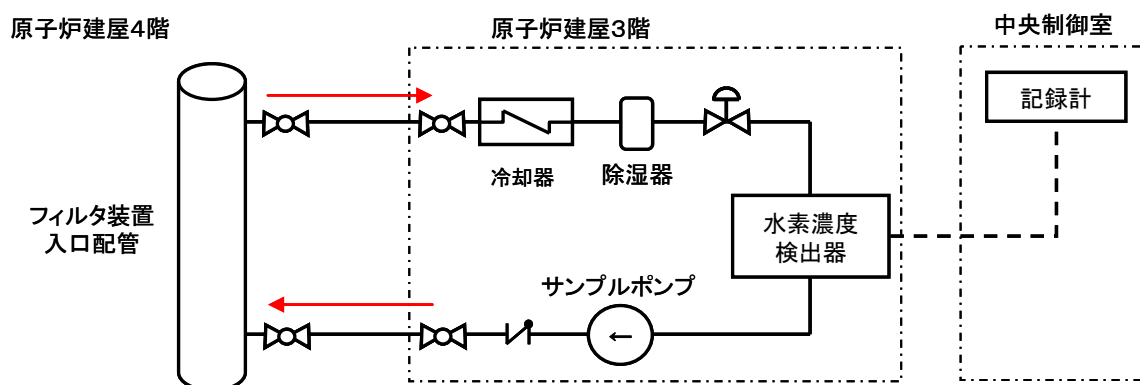 原子炉建屋4階
原子炉建屋3階
中央制御室
記録計
冷却器
除湿器
フィルタ装置
入口配管
水素濃度
検出器
サンプルポンプ
←